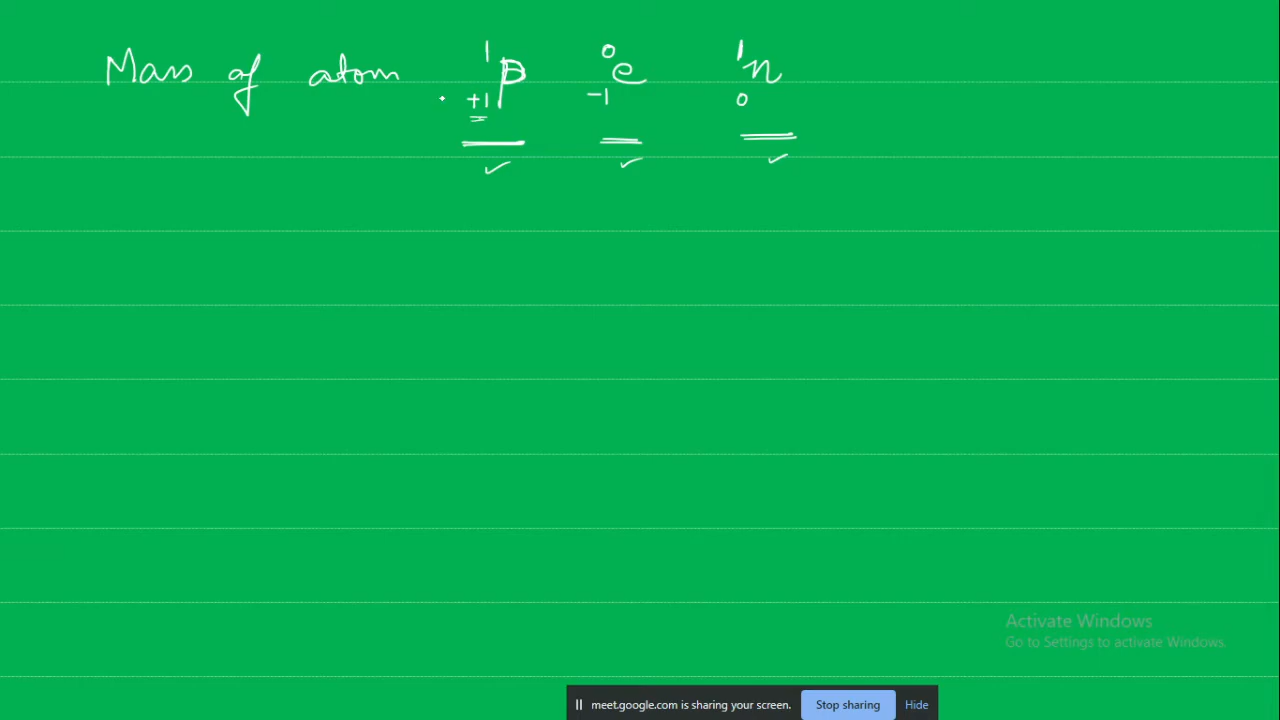 Mass of atom ¹₊₁p ⁰₋₁e ¹₀n
✓ ✓ ✓
Activate Windows
Go to Settings to activate Windows.
meet.google.com is sharing your screen. Stop sharing Hide